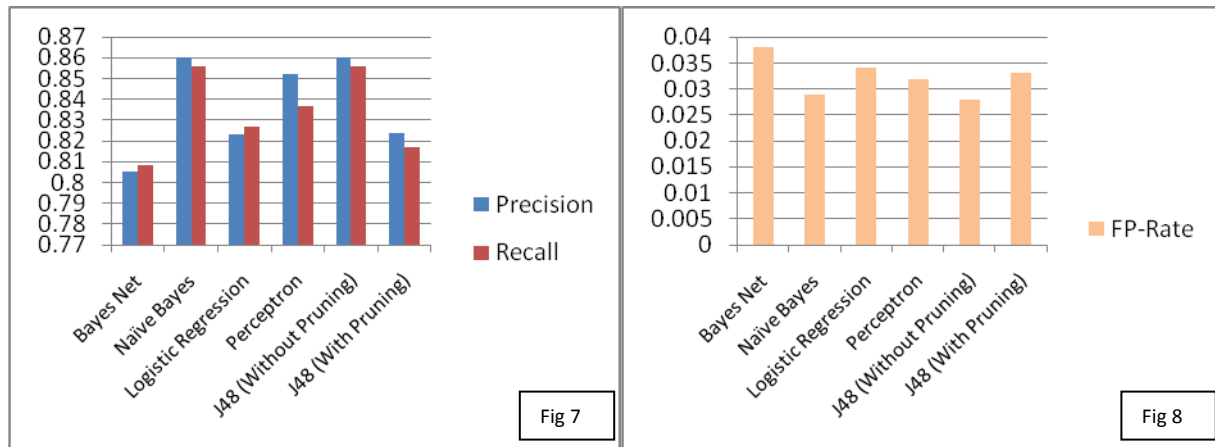 0.87
0.86
0.85
0.84
0.83
0.82
0.81
0.8
0.79
0.78
0.77
Precision
Recall
Bayes Net
Naïve Bayes
Logistic Regression
Perceptron
J48 (Without Pruning)
J48 (With Pruning)
Fig 7
0.04
0.035
0.03
0.025
0.02
0.015
0.01
0.005
0
FP-Rate
Bayes Net
Naïve Bayes
Logistic Regression
Perceptron
J48 (Without Pruning)
J48 (With Pruning)
Fig 8